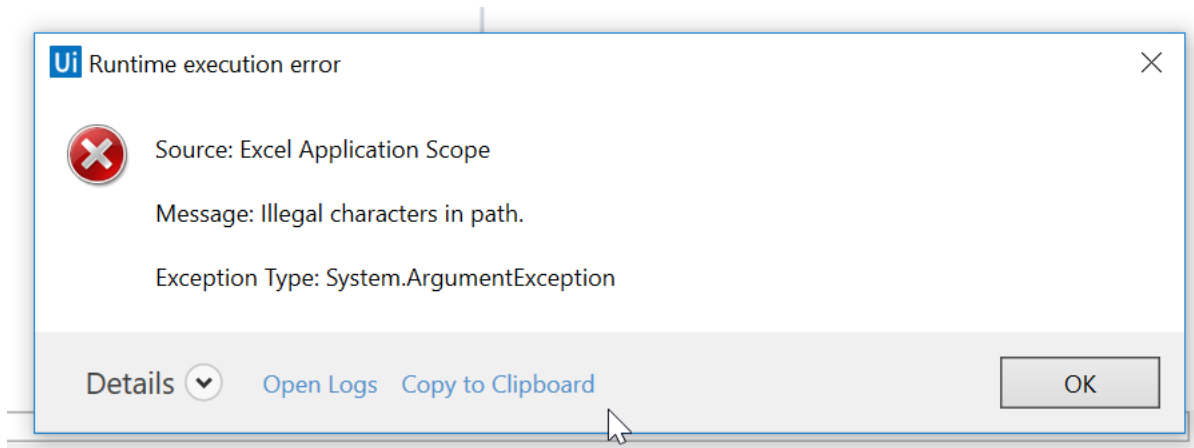 Ui Runtime execution error
Source: Excel Application Scope
Message: Illegal characters in path.
Exception Type: System.ArgumentException
Details Open Logs Copy to Clipboard OK